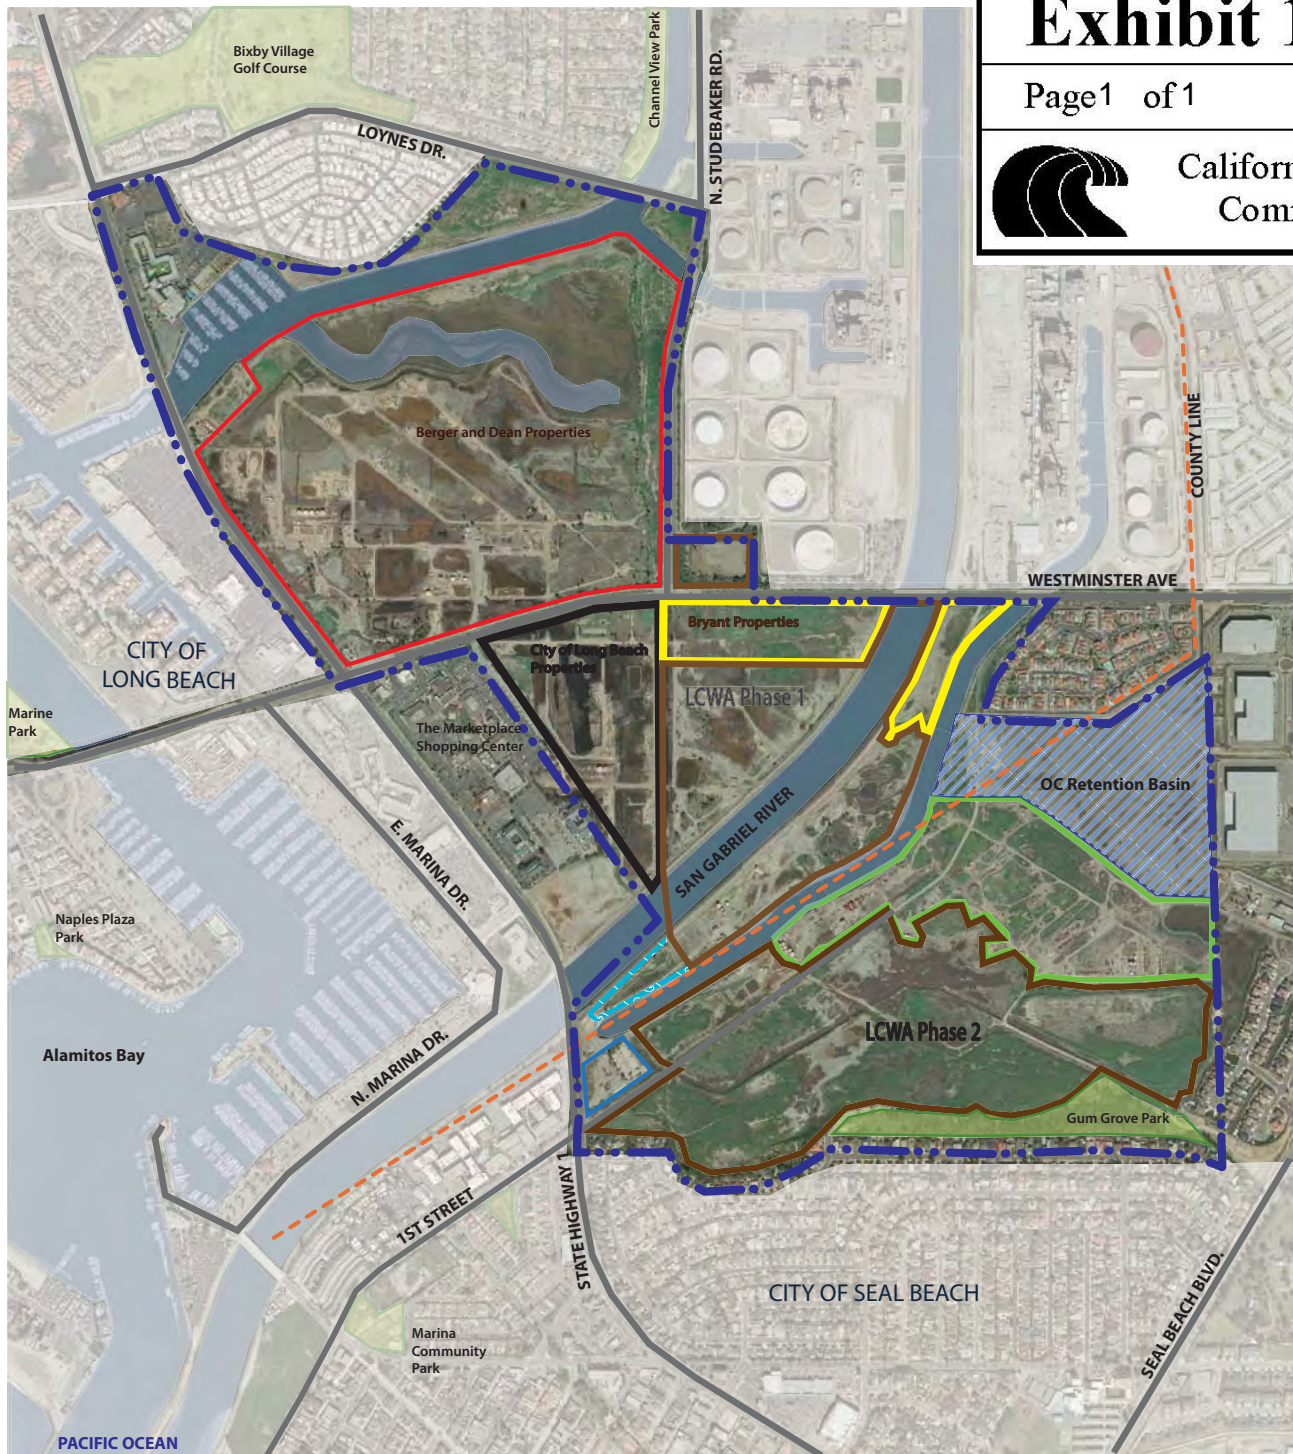 Exhibit 1
Page1 of 1
Bixby Village
Golf Course
Channel View Park
N. STUDEBAKER RD.
LOYNES DR.
COUNTY LINE
Berger and Dean Properties
WESTMINSTER AVE
Bryant Properties
CITY OF
LONG BEACH
City of Long Beach
Properties
LCWA Phase 1
Marine
Park
The Marketplace
Shopping Center
OC Retention Basin
SAN GABRIEL RIVER
E. MARINA DR.
Naples Plaza
Park
LCWA Phase 2
Alamitos Bay
N. MARINA DR.
Gum Grove Park
1ST STREET
STATE HIGHWAY 1
CITY OF SEAL BEACH
SEAL BEACH BLVD.
Marina
Community
Park
PACIFIC OCEAN